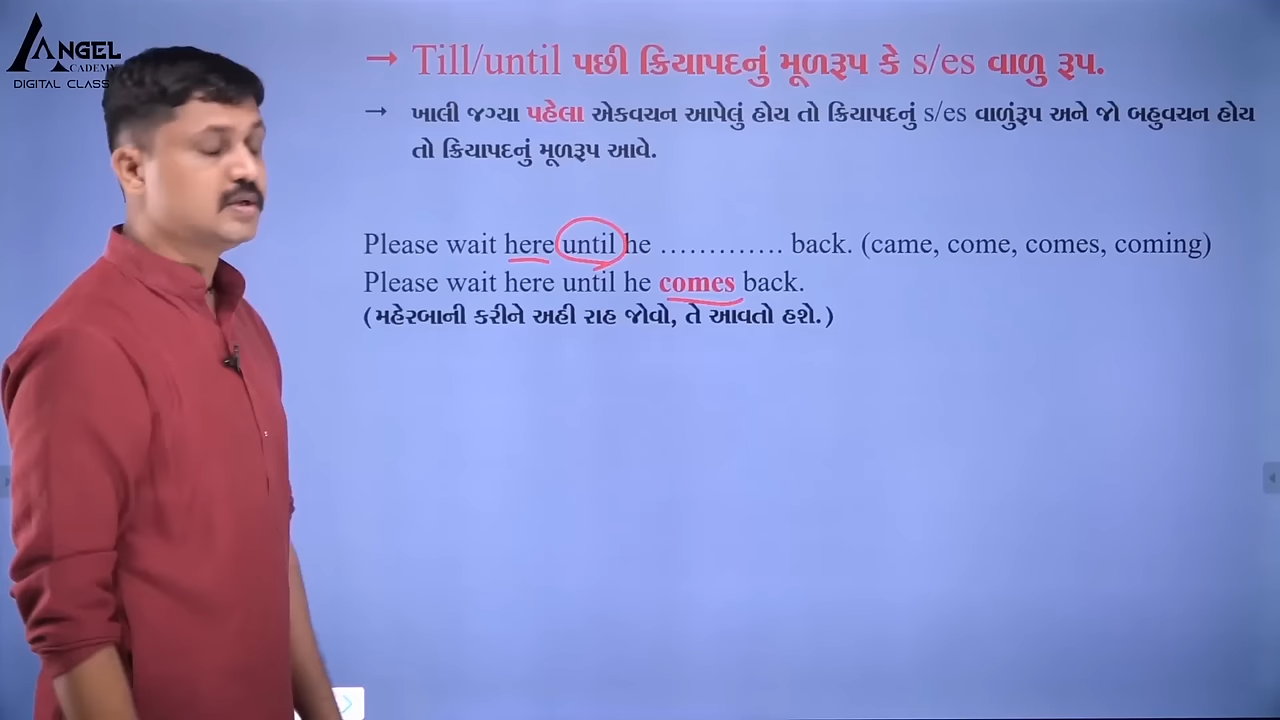 ANGEL
ACADEMY
DIGITAL CLASS
→ Till/until પછી ક્રિયાપદનું મૂળરૂપ કે s/es વાળુ રૂપ.
→ ખાલી જગ્યા પહેલા એકવચન આપેલું હોય તો ક્રિયાપદનું s/es વાળુંરૂપ અને જો બહુવચન હોય
તો ક્રિયાપદનું મૂળરૂપ આવે.
Please wait here until he …………. back. (came, come, comes, coming)
Please wait here until he comes back.
(મહેરબાની કરીને અહી રાહ જોવો, તે આવતો હશે.)